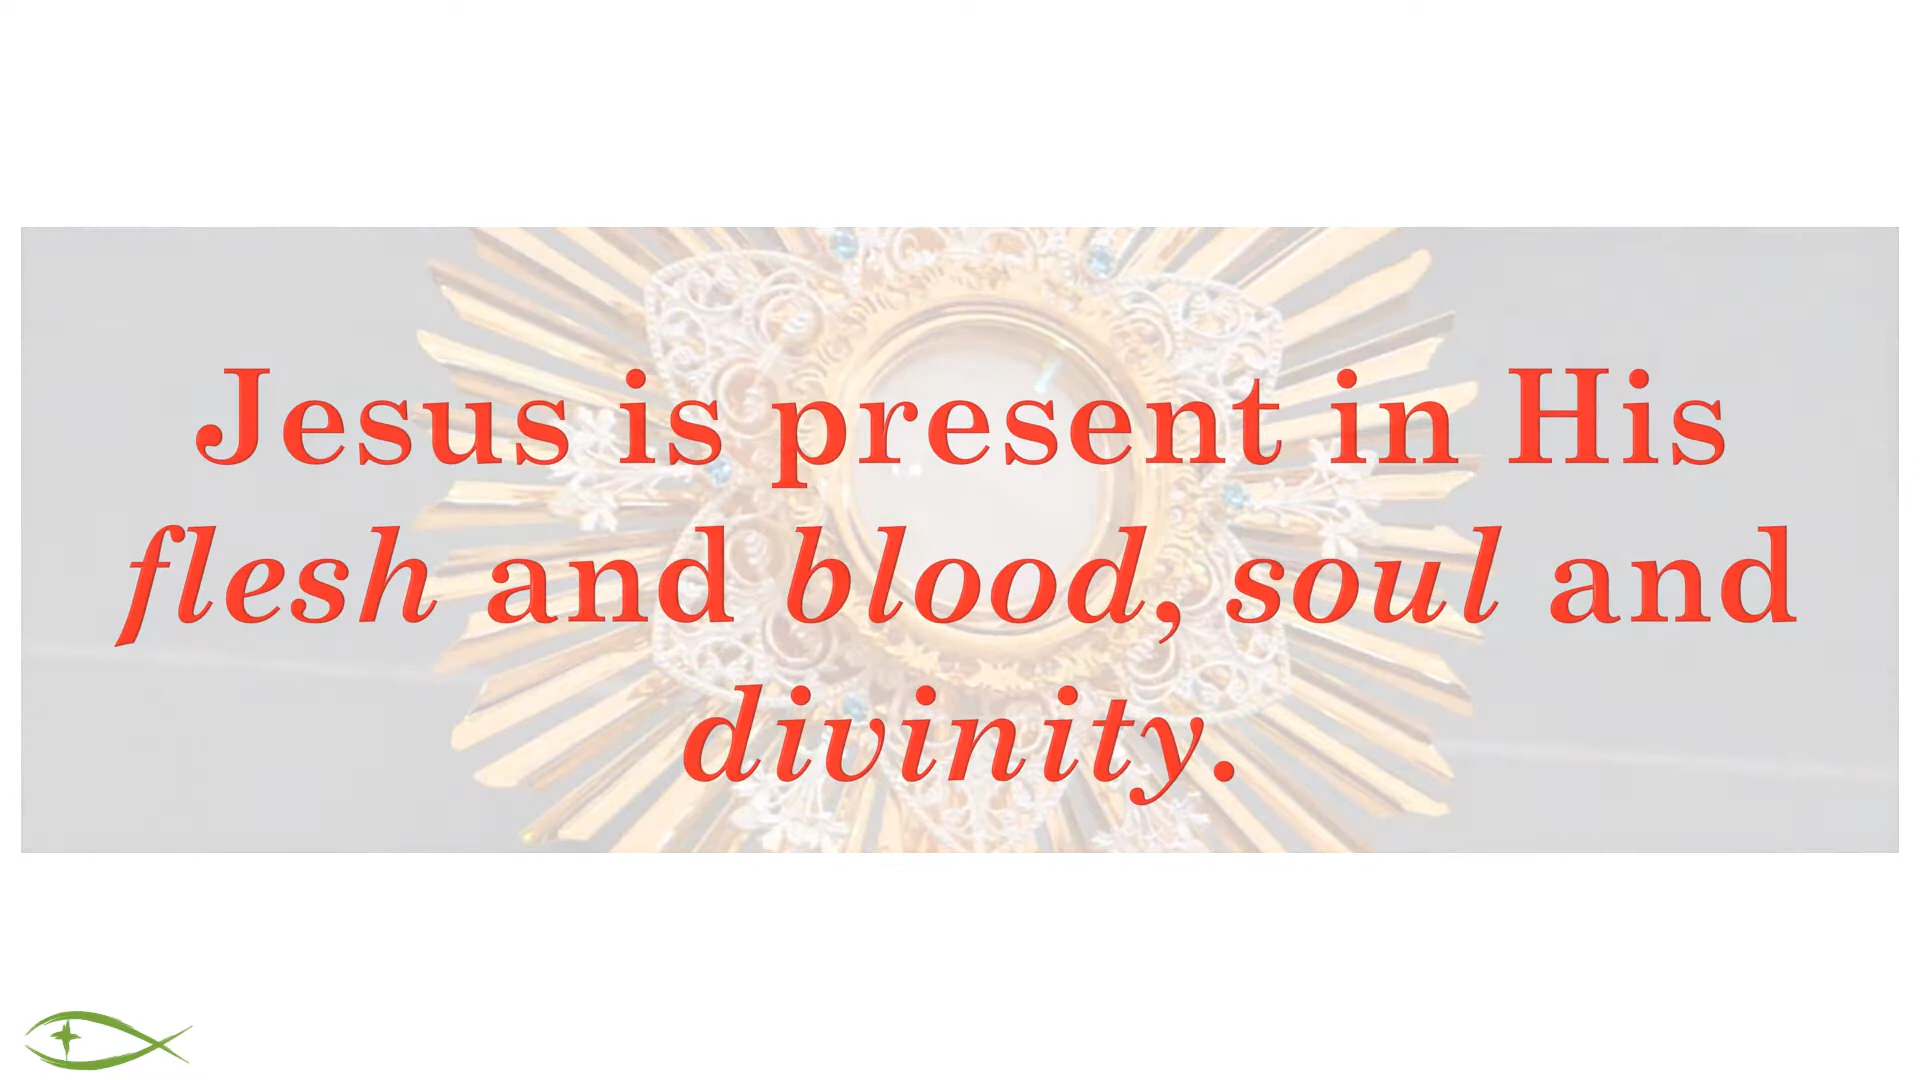 Jesus is present in His
flesh and blood, soul and
divinity.